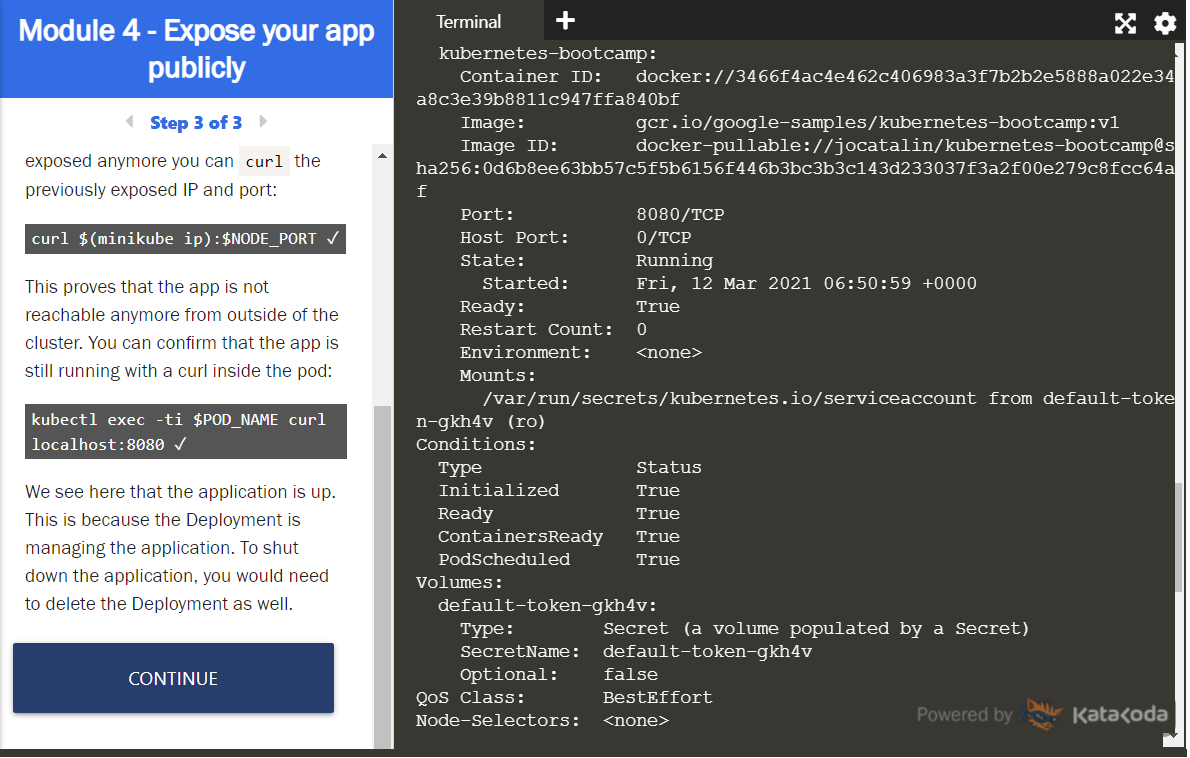 Module 4 - Expose your app
publicly
Step 3 of 3
exposed anymore you can curl the
previously exposed IP and port:
curl $(minikube ip):$NODE_PORT ✓
This proves that the app is not
reachable anymore from outside of the
cluster. You can confirm that the app is
still running with a curl inside the pod:
kubectl exec -ti $POD_NAME curl
localhost:8080 ✓
We see here that the application is up.
This is because the Deployment is
managing the application. To shut
down the application, you would need
to delete the Deployment as well.
CONTINUE
Terminal
kubernetes-bootcamp:
Container ID: docker://3466f4ac4e462c406983a3f7b2b2e5888a022e34
a8c3e39b8811c947ffa840bf
Image: gcr.io/google-samples/kubernetes-bootcamp:v1
Image ID: docker-pullable://jocatalin/kubernetes-bootcamp@s
ha256:0d6b8ee63bb57c5f5b6156f446b3bc3b3c143d233037f3a2f00e279c8fcc64a
f
Port: 8080/TCP
Host Port: 0/TCP
State: Running
Started: Fri, 12 Mar 2021 06:50:59 +0000
Ready: True
Restart Count: 0
Environment: <none>
Mounts:
/var/run/secrets/kubernetes.io/serviceaccount from default-toke
n-gkh4v (ro)
Conditions:
Type Status
Initialized True
Ready True
ContainersReady True
PodScheduled True
Volumes:
default-token-gkh4v:
Type: Secret (a volume populated by a Secret)
SecretName: default-token-gkh4v
Optional: false
QoS Class: BestEffort
Node-Selectors: <none>
Powered by Katacoda